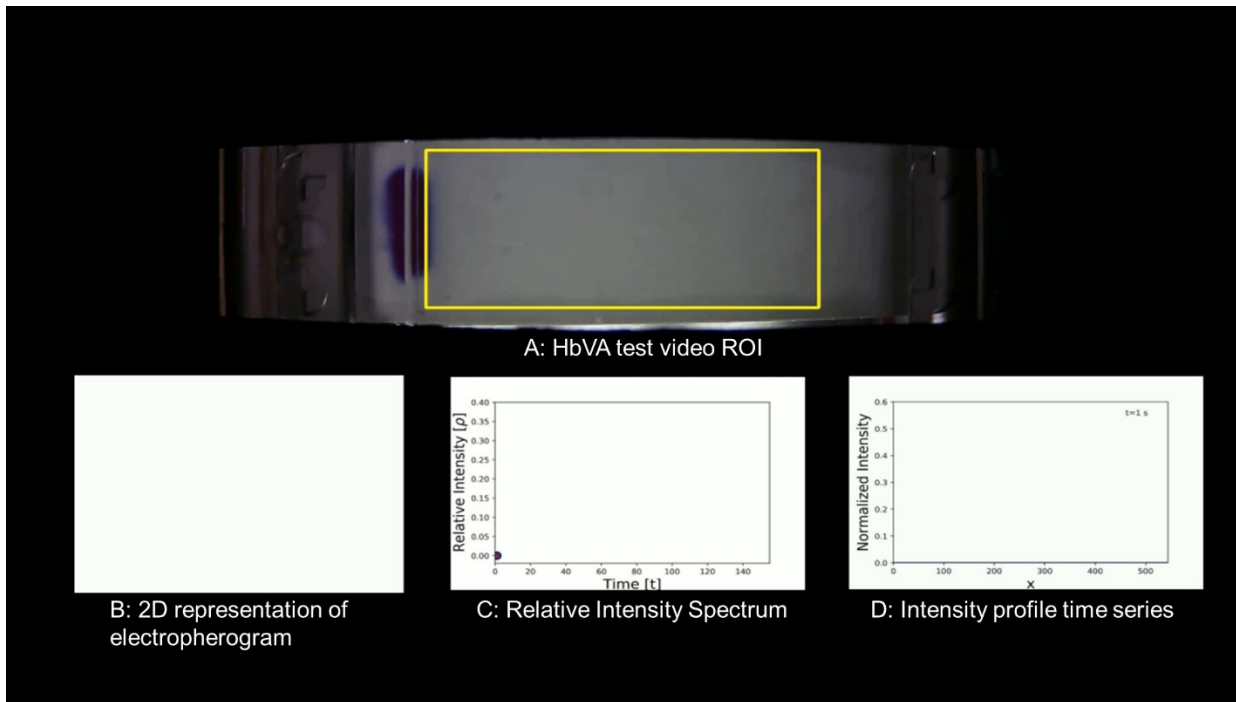 A: HbVA test video ROI
B: 2D representation of
electropherogram
Relative Intensity [ρ]
0.40
0.35
0.30
0.25
0.20
0.15
0.10
0.05
0.00
0 20 40 60 80 100 120 140
Time [t]
C: Relative Intensity Spectrum
Normalized Intensity
0.6
0.5
0.4
0.3
0.2
0.1
0.0
t=1 s
0 100 200 300 400 500
x
D: Intensity profile time series